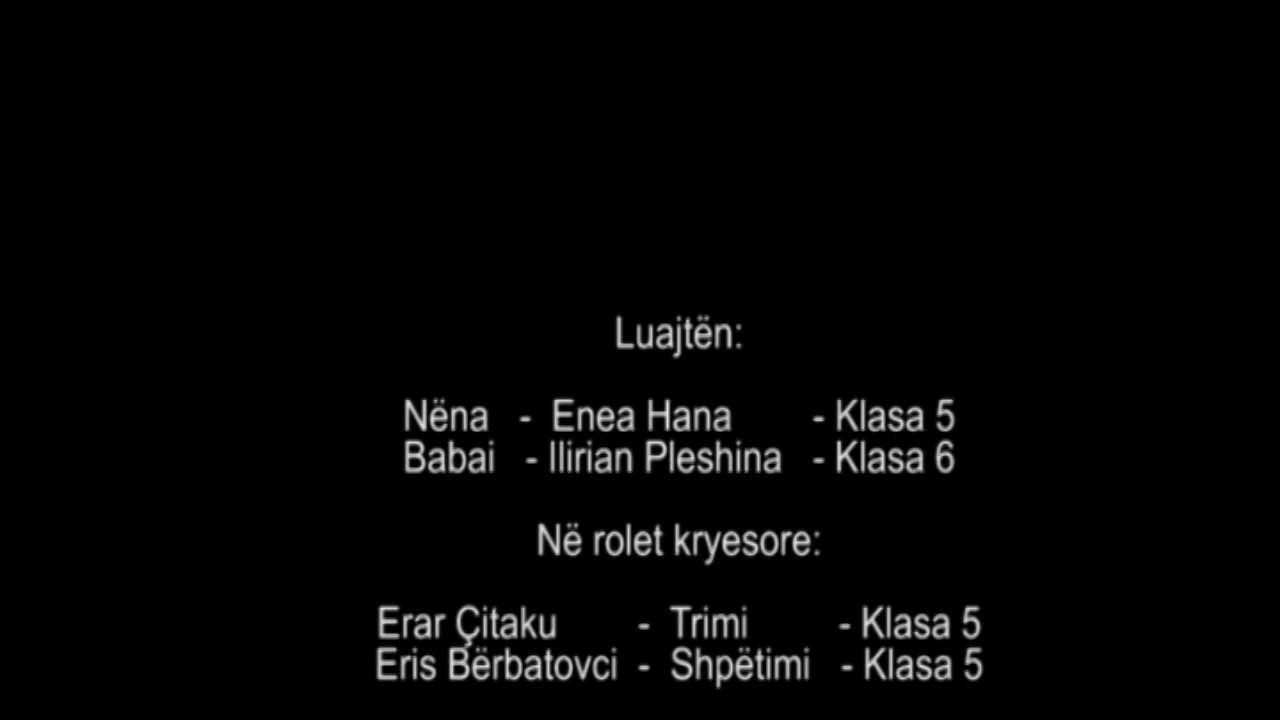 Luajtën:
Nëna - Enea Hana - Klasa 5
Babai - Ilirian Pleshina - Klasa 6
Në rolet kryesore:
Erar Çitaku - Trimi - Klasa 5
Eris Bërbatovci - Shpëtimi - Klasa 5